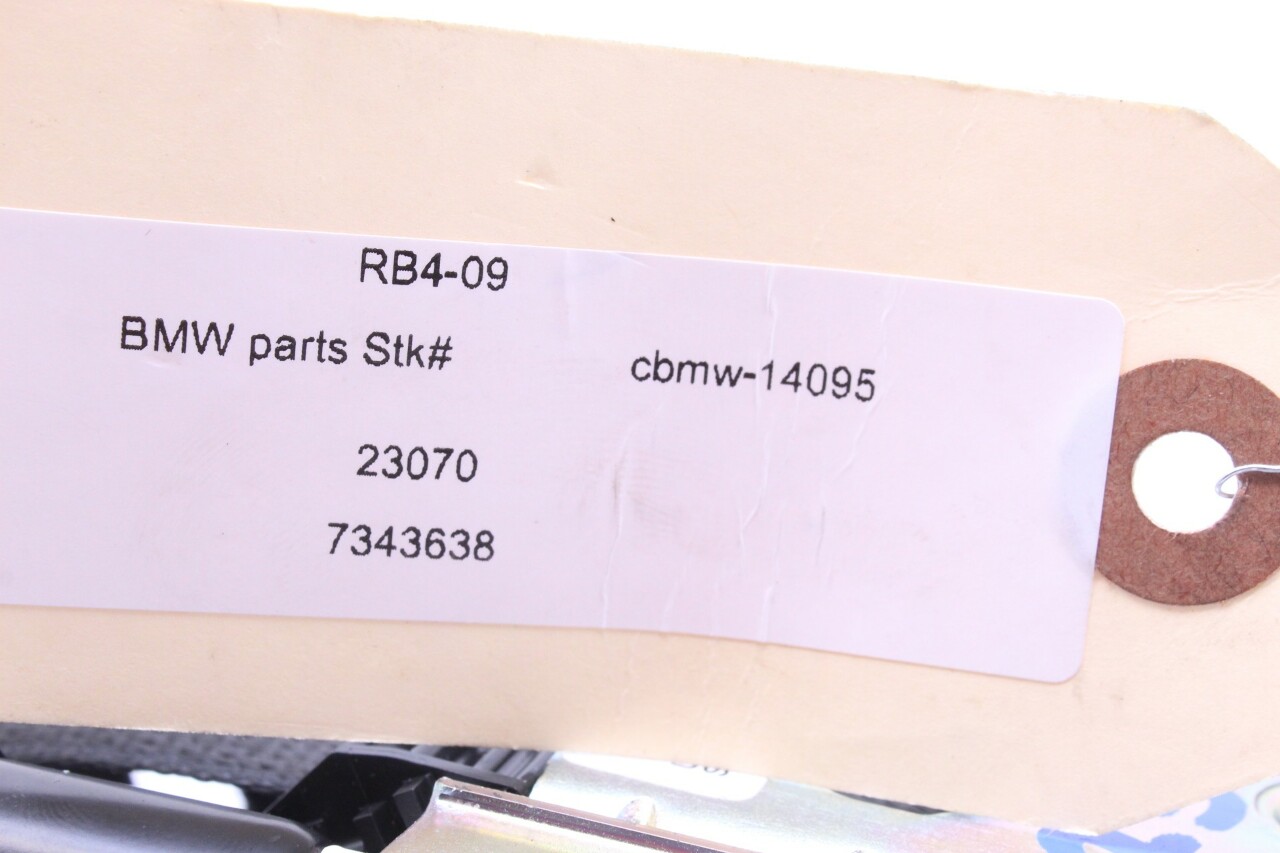 RB4-09
BMW parts Stk# cbmw-14095
23070
7343638